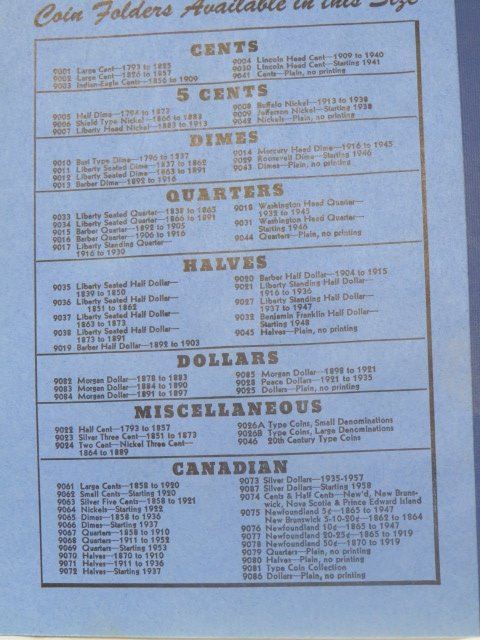 Coin Folders Available in this Size
CENTS
9001 Large Cent—1793 to 1825
9002 Large Cent—1826 to 1857
9003 Indian-Eagle Cents—1856 to 1909
9004 Lincoln Head Cent—1909 to 1940
9030 Lincoln Head Cent—Starting 1941
9041 Cents—Plain, no printing
5 CENTS
9005 Half Dime—1794 to 1873
9006 Shield Type Nickel—1866 to 1883
9007 Liberty Head Nickel—1883 to 1913
9008 Buffalo Nickel—1913 to 1938
9009 Jefferson Nickel—Starting 1938
9042 Nickels—Plain, no printing
DIMES
9010 Bust Type Dime—1796 to 1837
9011 Liberty Seated Dime—1837 to 1862
9012 Liberty Seated Dime—1863 to 1891
9013 Barber Dime—1892 to 1916
9014 Mercury Head Dime—1916 to 1945
9029 Roosevelt Dime—Starting 1946
9043 Dimes—Plain, no printing
QUARTERS
9033 Liberty Seated Quarter—1838 to 1865
9034 Liberty Seated Quarter—1866 to 1891
9015 Barber Quarter—1892 to 1905
9016 Barber Quarter—1906 to 1916
9017 Liberty Standing Quarter—
1916 to 1930
9018 Washington Head Quarter—
1932 to 1945
9031 Washington Head Quarter—
Starting 1946
9044 Quarters—Plain, no printing
HALVES
9035 Liberty Seated Half Dollar—
1839 to 1850
9036 Liberty Seated Half Dollar—
1851 to 1862
9037 Liberty Seated Half Dollar—
1863 to 1873
9038 Liberty Seated Half Dollar—
1873 to 1891
9019 Barber Half Dollar—1892 to 1903
9020 Barber Half Dollar—1904 to 1915
9021 Liberty Standing Half Dollar—
1916 to 1936
9027 Liberty Standing Half Dollar—
1937 to 1947
9032 Benjamin Franklin Half Dollar—
Starting 1948
9045 Halves—Plain, no printing
DOLLARS
9082 Morgan Dollar—1878 to 1883
9083 Morgan Dollar—1884 to 1890
9084 Morgan Dollar—1891 to 1897
9085 Morgan Dollar—1898 to 1921
9028 Peace Dollar—1921 to 1935
9025 Dollars—Plain, no printing
MISCELLANEOUS
9022 Half Cent—1793 to 1857
9023 Silver Three Cent—1851 to 1873
9024 Two Cent—Nickel Three Cent—
1864 to 1889
9026A Type Coins, Small Denominations
9026B Type Coins, Large Denominations
9046 20th Century Type Coins
CANADIAN
9061 Large Cents—1858 to 1920
9062 Small Cents—Starting 1920
9063 Silver Five Cents—1858 to 1921
9064 Nickels—Starting 1922
9065 Dimes—1858 to 1936
9066 Dimes—Starting 1937
9067 Quarters—1858 to 1910
9068 Quarters—1911 to 1952
9069 Quarters—Starting 1953
9070 Halves—1870 to 1910
9071 Halves—1911 to 1936
9072 Halves—Starting 1937
9073 Silver Dollars—1935-1957
9087 Silver Dollars—Starting 1958
9074 Cents & Half Cents—New'd, New Bruns-
wick, Nova Scotia & Prince Edward Island
9075 Newfoundland 5¢—1865 to 1947
New Brunswick 5-10-20¢—1862 to 1864
9076 Newfoundland 10¢—1865 to 1947
9077 Newfoundland 20-25¢—1865 to 1919
9078 Newfoundland 50¢—1870 to 1919
9079 Quarters—Plain, no printing
9080 Halves—Plain, no printing
9081 Type Coin Collection
9086 Dollars—Plain, no printing